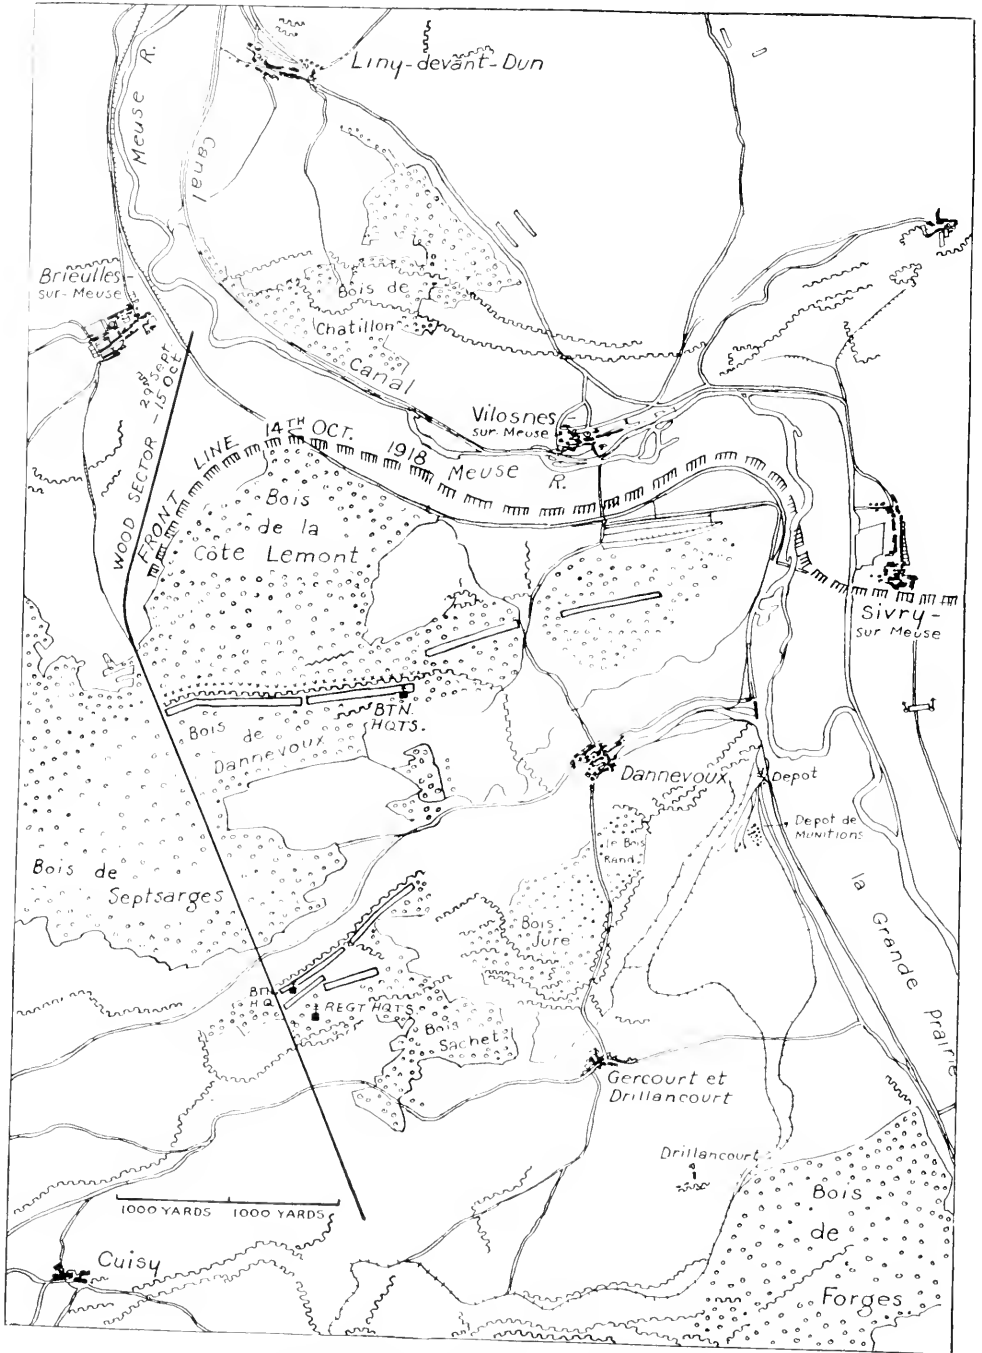 Liny-devant-Dun
Meuse R.
Canal
Brieulles-
sur-Meuse
Bois de
Chatillon
Canal
Vilosnes
sur-Meuse
WOOD SECTOR - 29 Sept
- 15 Oct
FRONT LINE 14TH OCT. 1918
Meuse R.
Bois
de la
Côte Lemont
Sivry-
sur Meuse
BTN.
HQTS.
Bois de
Dannevoux
Dannevoux
Depot
Depot de
Munitions
le Bois
Rand.
Bois de
Septsarges
Bois
Jure
la Grande Prairie
BTN.
HQ.
REGT HQTS.
Bois
Sachet
Gercourt et
Drillancourt
Drillancourt
Bois
de
Forges
1000 YARDS 1000 YARDS
Cuisy